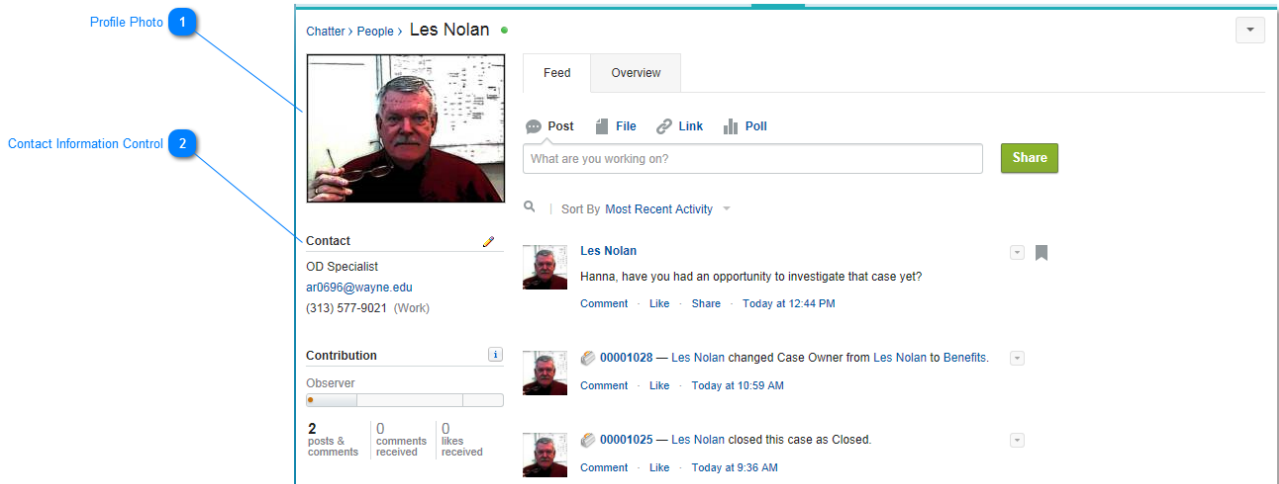 Profile Photo 1
Chatter › People › Les Nolan
Feed Overview
Post File Link Poll
What are you working on? Share
Sort By Most Recent Activity
Contact Information Control 2
Contact
OD Specialist
ar0696@wayne.edu
(313) 577-9021 (Work)
Contribution i
Observer
2 posts & comments
0 comments received
0 likes received
Les Nolan
Hanna, have you had an opportunity to investigate that case yet?
Comment · Like · Share · Today at 12:44 PM
00001028 — Les Nolan changed Case Owner from Les Nolan to Benefits.
Comment · Like · Today at 10:59 AM
00001025 — Les Nolan closed this case as Closed.
Comment · Like · Today at 9:36 AM